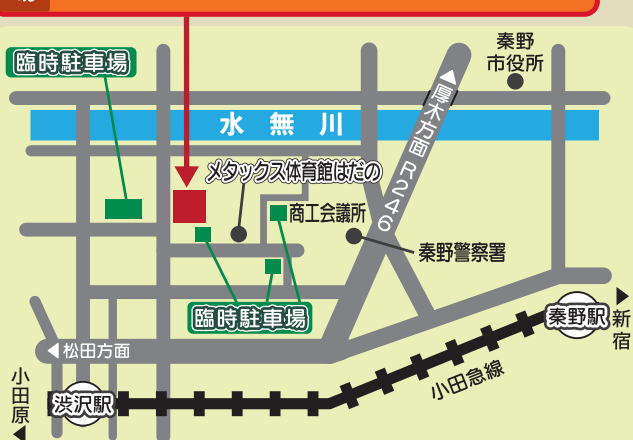 秦野
市役所
臨時駐車場
厚木方面 R246
水無川
メタックス体育館はだの
商工会議所
秦野警察署
臨時駐車場
秦野駅
新宿
松田方面
小田急線
小田原
渋沢駅